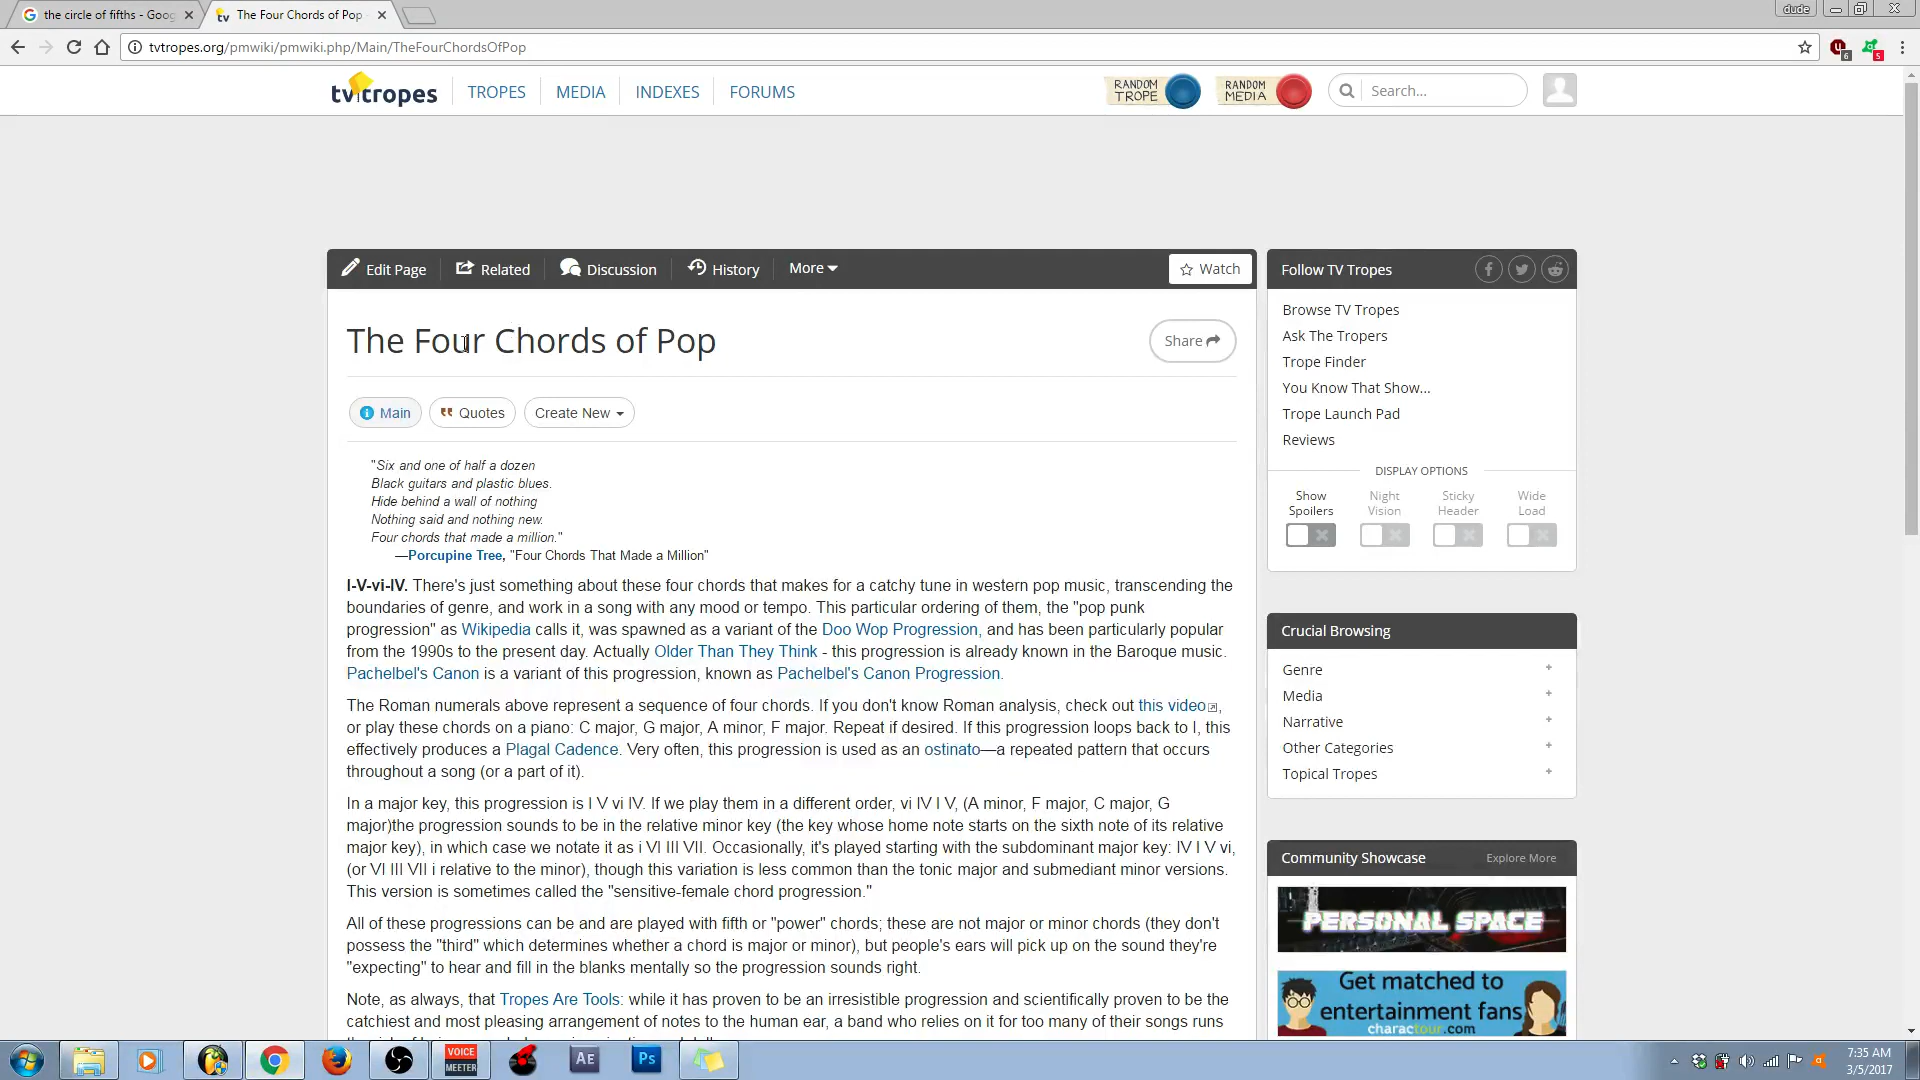 the circle of fifths - Goog
The Four Chords of Pop -
dude
tvtropes.org/pmwiki/pmwiki.php/Main/TheFourChordsOfPop
6
5
tvtropes
TROPES
MEDIA
INDEXES
FORUMS
RANDOM
TROPE
RANDOM
MEDIA
Search...
Edit Page
Related
Discussion
History
More
Watch
The Four Chords of Pop
Share
Main
Quotes
Create New
"Six and one of half a dozen
Black guitars and plastic blues.
Hide behind a wall of nothing
Nothing said and nothing new.
Four chords that made a million."
—Porcupine Tree, "Four Chords That Made a Million"
I-V-vi-IV. There's just something about these four chords that makes for a catchy tune in western pop music, transcending the
boundaries of genre, and work in a song with any mood or tempo. This particular ordering of them, the "pop punk
progression" as Wikipedia calls it, was spawned as a variant of the Doo Wop Progression, and has been particularly popular
from the 1990s to the present day. Actually Older Than They Think - this progression is already known in the Baroque music.
Pachelbel's Canon is a variant of this progression, known as Pachelbel's Canon Progression.
The Roman numerals above represent a sequence of four chords. If you don't know Roman analysis, check out this video,
or play these chords on a piano: C major, G major, A minor, F major. Repeat if desired. If this progression loops back to I, this
effectively produces a Plagal Cadence. Very often, this progression is used as an ostinato—a repeated pattern that occurs
throughout a song (or a part of it).
In a major key, this progression is I V vi IV. If we play them in a different order, vi IV I V, (A minor, F major, C major, G
major)the progression sounds to be in the relative minor key (the key whose home note starts on the sixth note of its relative
major key), in which case we notate it as i VI III VII. Occasionally, it's played starting with the subdominant major key: IV I V vi,
(or VI III VII i relative to the minor), though this variation is less common than the tonic major and submediant minor versions.
This version is sometimes called the "sensitive-female chord progression."
All of these progressions can be and are played with fifth or "power" chords; these are not major or minor chords (they don't
possess the "third" which determines whether a chord is major or minor), but people's ears will pick up on the sound they're
"expecting" to hear and fill in the blanks mentally so the progression sounds right.
Note, as always, that Tropes Are Tools: while it has proven to be an irresistible progression and scientifically proven to be the
catchiest and most pleasing arrangement of notes to the human ear, a band who relies on it for too many of their songs runs
Follow TV Tropes
Browse TV Tropes
Ask The Tropers
Trope Finder
You Know That Show...
Trope Launch Pad
Reviews
DISPLAY OPTIONS
Show
Spoilers
Night
Vision
Sticky
Header
Wide
Load
Crucial Browsing
Genre
Media
Narrative
Other Categories
Topical Tropes
Community Showcase
Explore More
PERSONAL SPACE
Get matched to
entertainment fans
charactour.com
VOICE
MEETER
AE
Ps
7:35 AM
3/5/2017